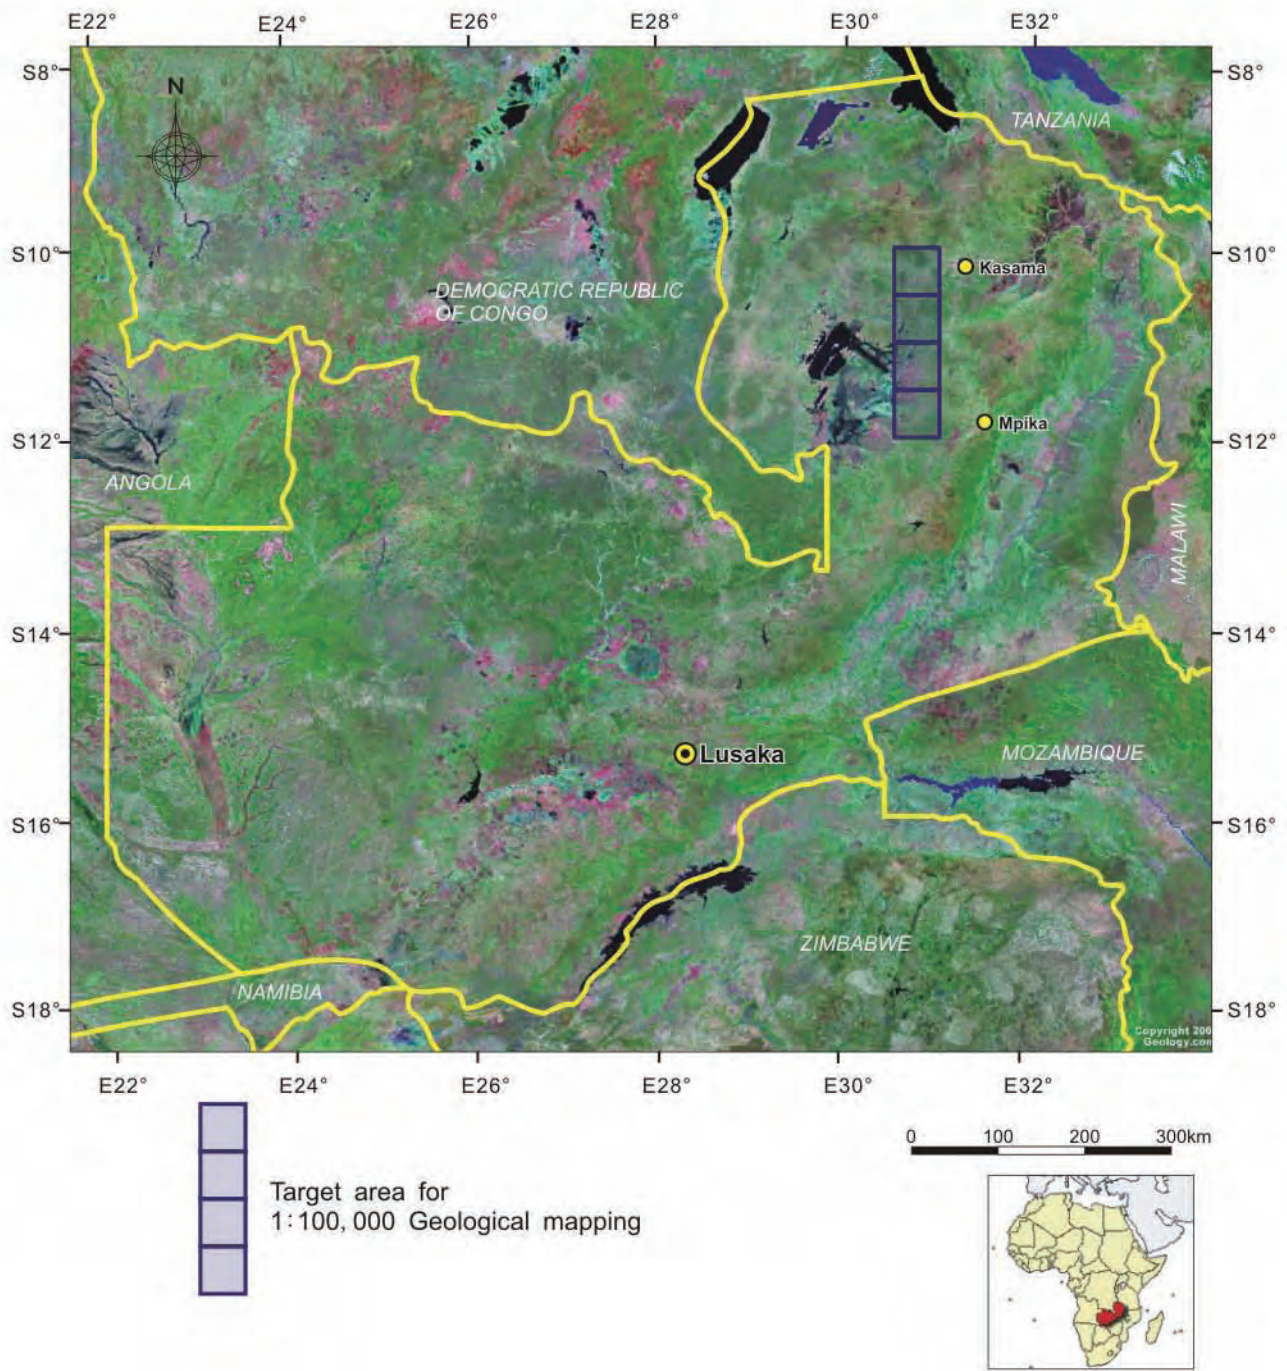 E22° E24° E26° E28° E30° E32°
S8° S8°
N
TANZANIA
S10° S10°
Kasama
DEMOCRATIC REPUBLIC
OF CONGO
Mpika
S12° S12°
ANGOLA
MALAWI
S14° S14°
Lusaka
MOZAMBIQUE
S16° S16°
ZIMBABWE
NAMIBIA
S18° S18°
Copyright 200
Geology.com
E22° E24° E26° E28° E30° E32°
0 100 200 300km
Target area for
1:100,000 Geological mapping